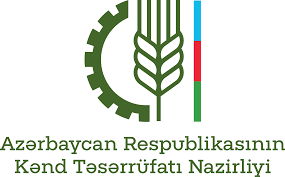 Azərbaycan Respublikasının
Kənd Təsərrüfatı Nazirliyi